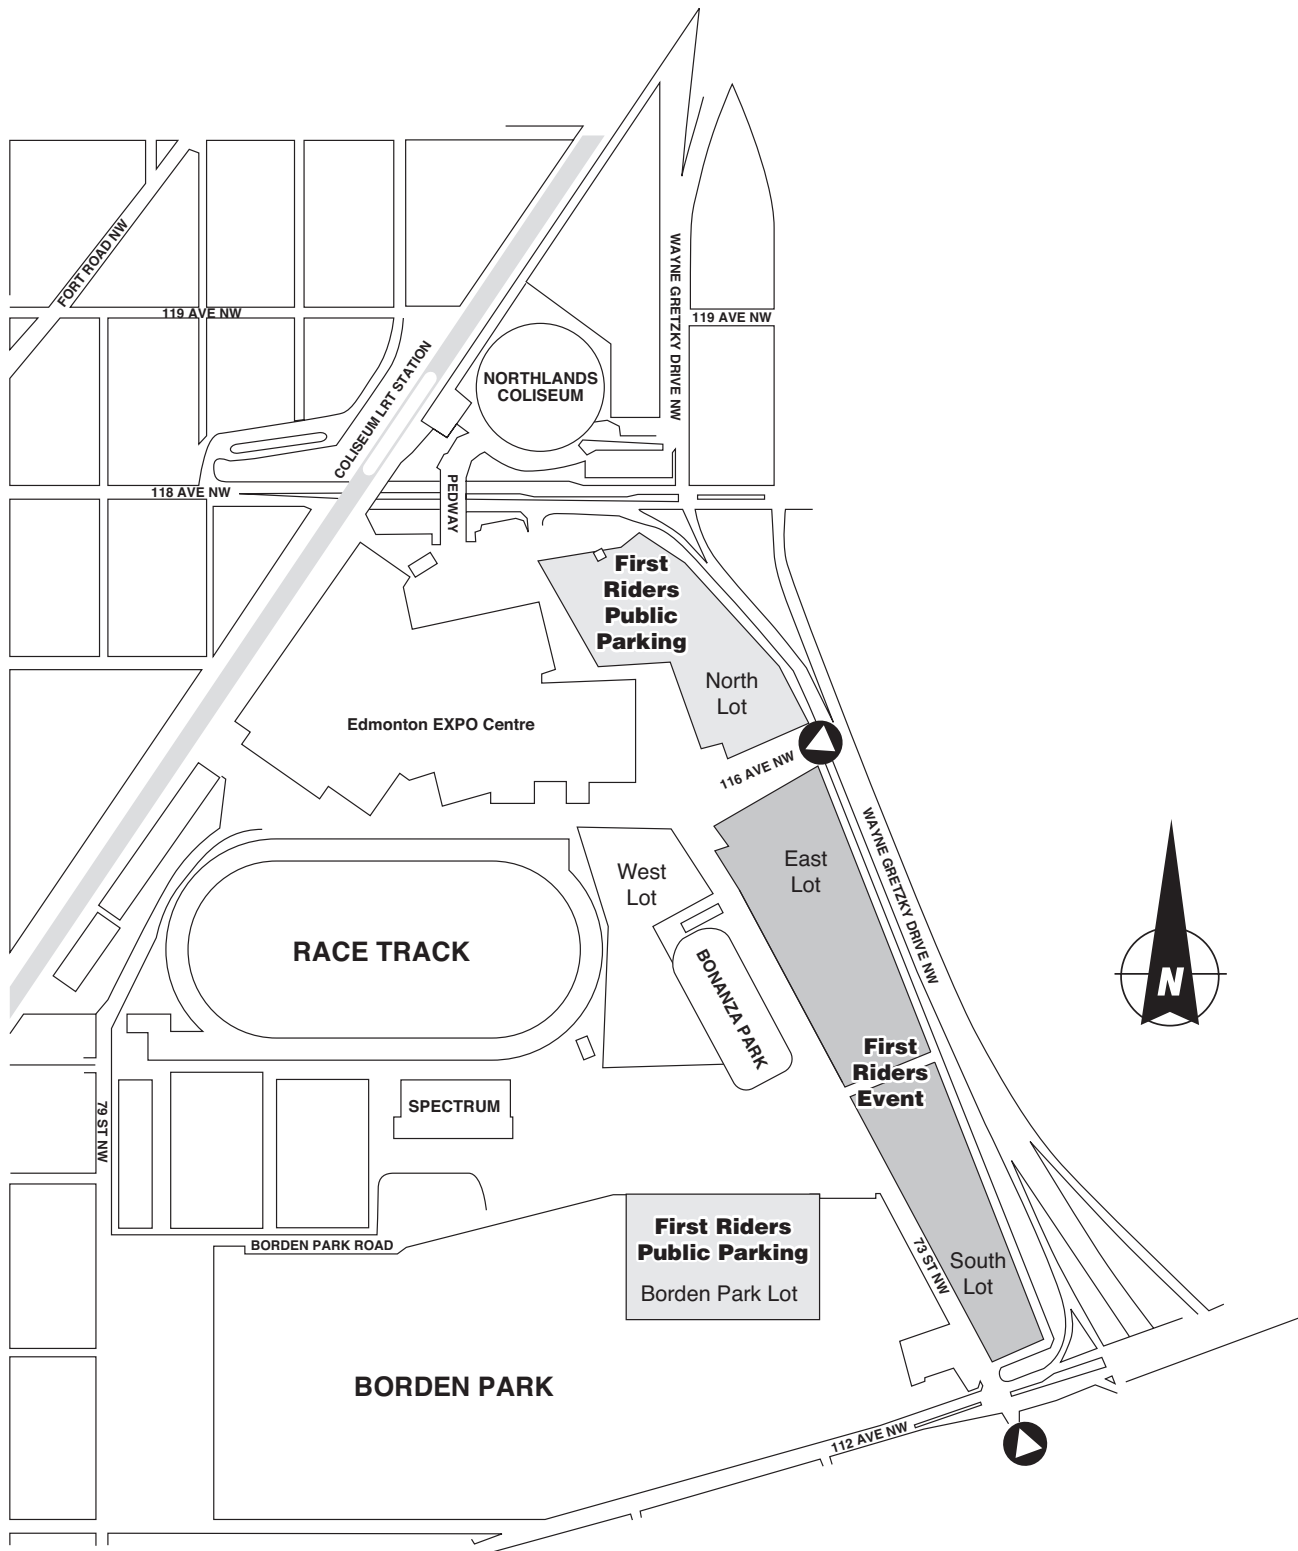 FORT ROAD NW
119 AVE NW
WAYNE GRETZKY DRIVE NW
119 AVE NW
COLISEUM LRT STATION
NORTHLANDS
COLISEUM
118 AVE NW
PEDWAY
First
Riders
Public
Parking
North
Lot
Edmonton EXPO Centre
116 AVE NW
WAYNE GRETZKY DRIVE NW
East
Lot
West
Lot
RACE TRACK
BONANZA PARK
N
First
Riders
Event
79 ST NW
SPECTRUM
First Riders
Public Parking
Borden Park Lot
BORDEN PARK ROAD
73 ST NW
South
Lot
BORDEN PARK
112 AVE NW